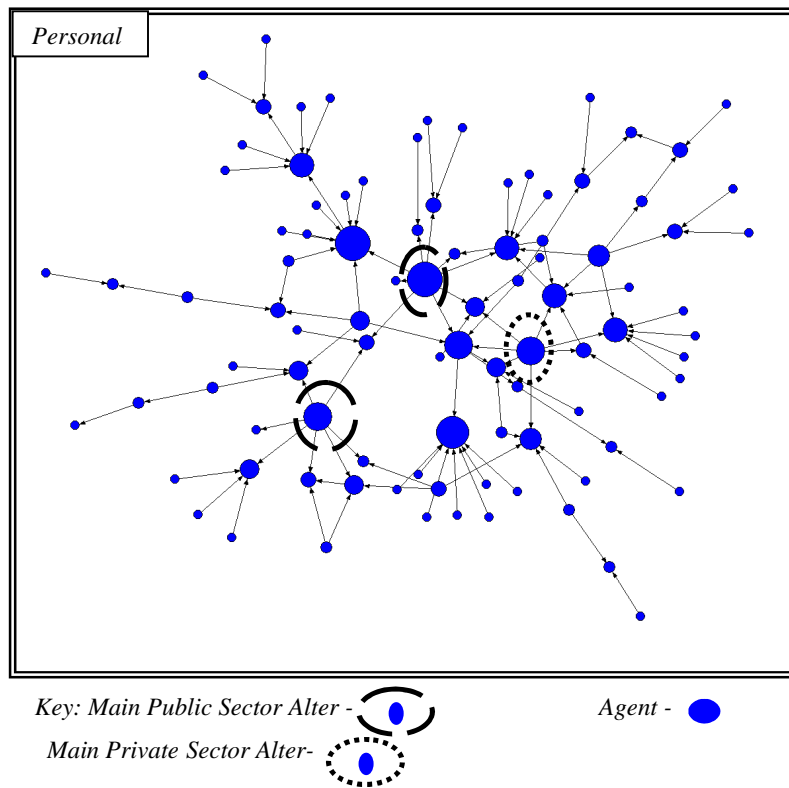 Personal
Key: Main Public Sector Alter -
Agent -
Main Private Sector Alter-